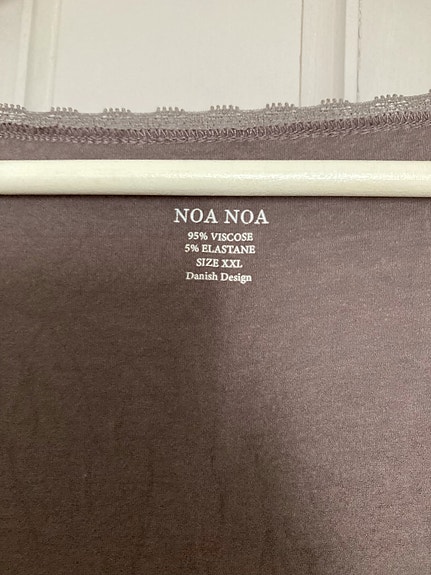 NOA NOA
95% VISCOSE
5% ELASTANE
SIZE XXL
Danish Design